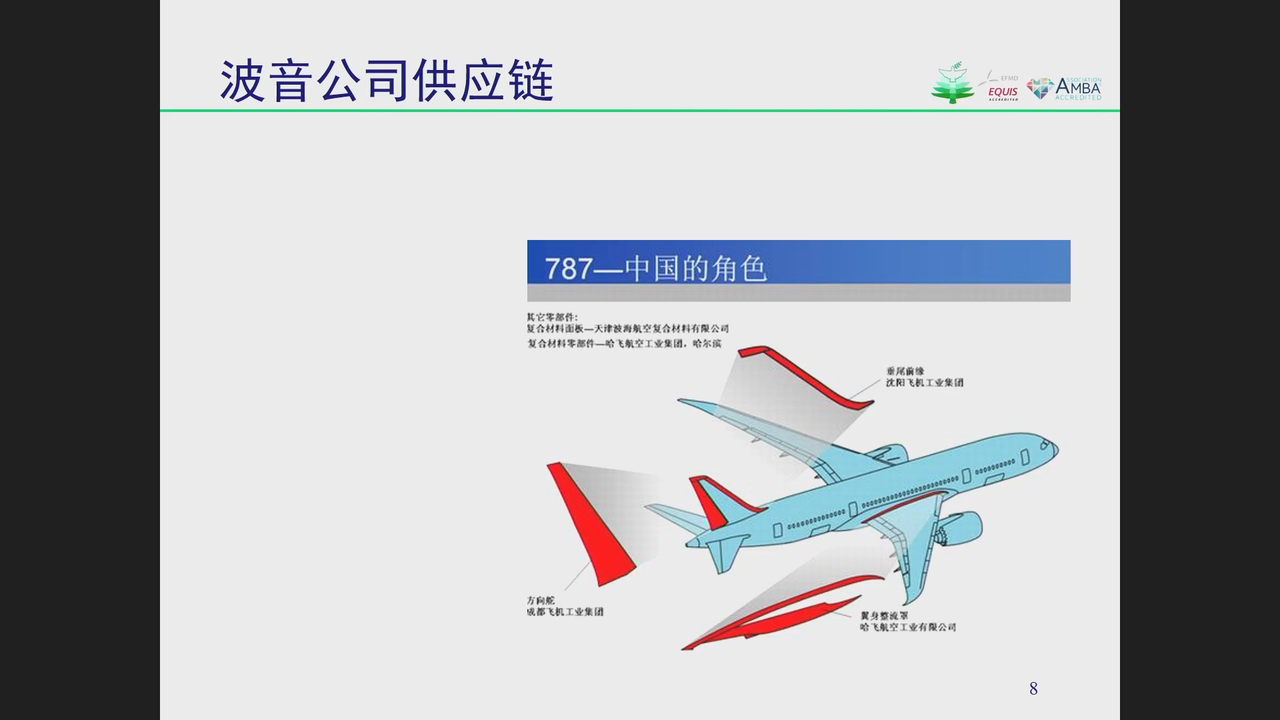 波音公司供应链
EFMD
EQUIS
ACCREDITED
ASSOCIATION
AMBA
ACCREDITED
787—中国的角色
其它零部件:
复合材料面板—天津波海航空复合材料有限公司
复合材料零部件—哈飞航空工业集团,哈尔滨
垂尾前缘
沈阳飞机工业集团
方向舵
成都飞机工业集团
翼身整流罩
哈飞航空工业有限公司
8